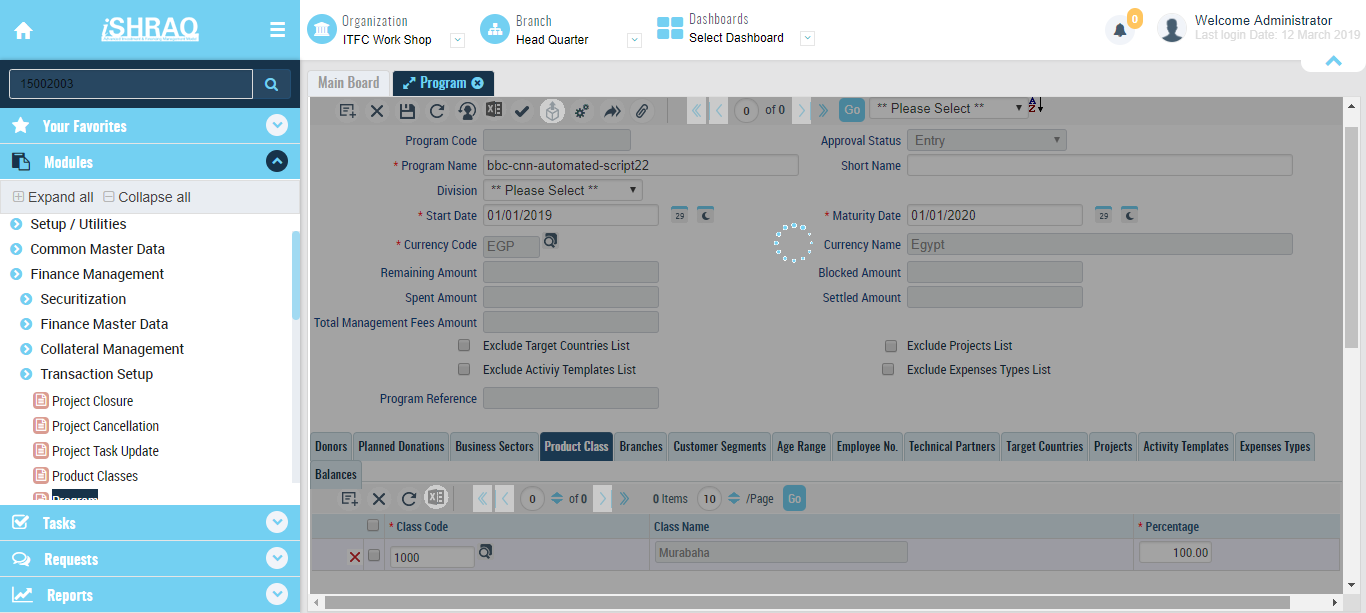 iSHRAQ
Organization
ITFC Work Shop
Branch
Head Quarter
Dashboards
Select Dashboard
0
Welcome Administrator
Last login Date: 12 March 2019
15002003
Main Board
Program
Your Favorites
Modules
Expand all
Collapse all
Setup / Utilities
Common Master Data
Finance Management
Securitization
Finance Master Data
Collateral Management
Transaction Setup
Project Closure
Project Cancellation
Project Task Update
Product Classes
Program
Tasks
Requests
Reports
0 of 0 Go ** Please Select ** A Z
Program Code
Approval Status Entry
* Program Name bbc-cnn-automated-script22
Short Name
Division ** Please Select **
* Start Date 01/01/2019 29
* Maturity Date 01/01/2020 29
* Currency Code EGP
Currency Name Egypt
Remaining Amount
Blocked Amount
Spent Amount
Settled Amount
Total Management Fees Amount
Exclude Target Countries List
Exclude Projects List
Exclude Activiy Templates List
Exclude Expenses Types List
Program Reference
Donors Planned Donations Business Sectors Product Class Branches Customer Segments Age Range Employee No. Technical Partners Target Countries Projects Activity Templates Expenses Types
Balances
0 of 0 0 Items 10 /Page Go
* Class Code Class Name * Percentage
1000 Murabaha 100.00